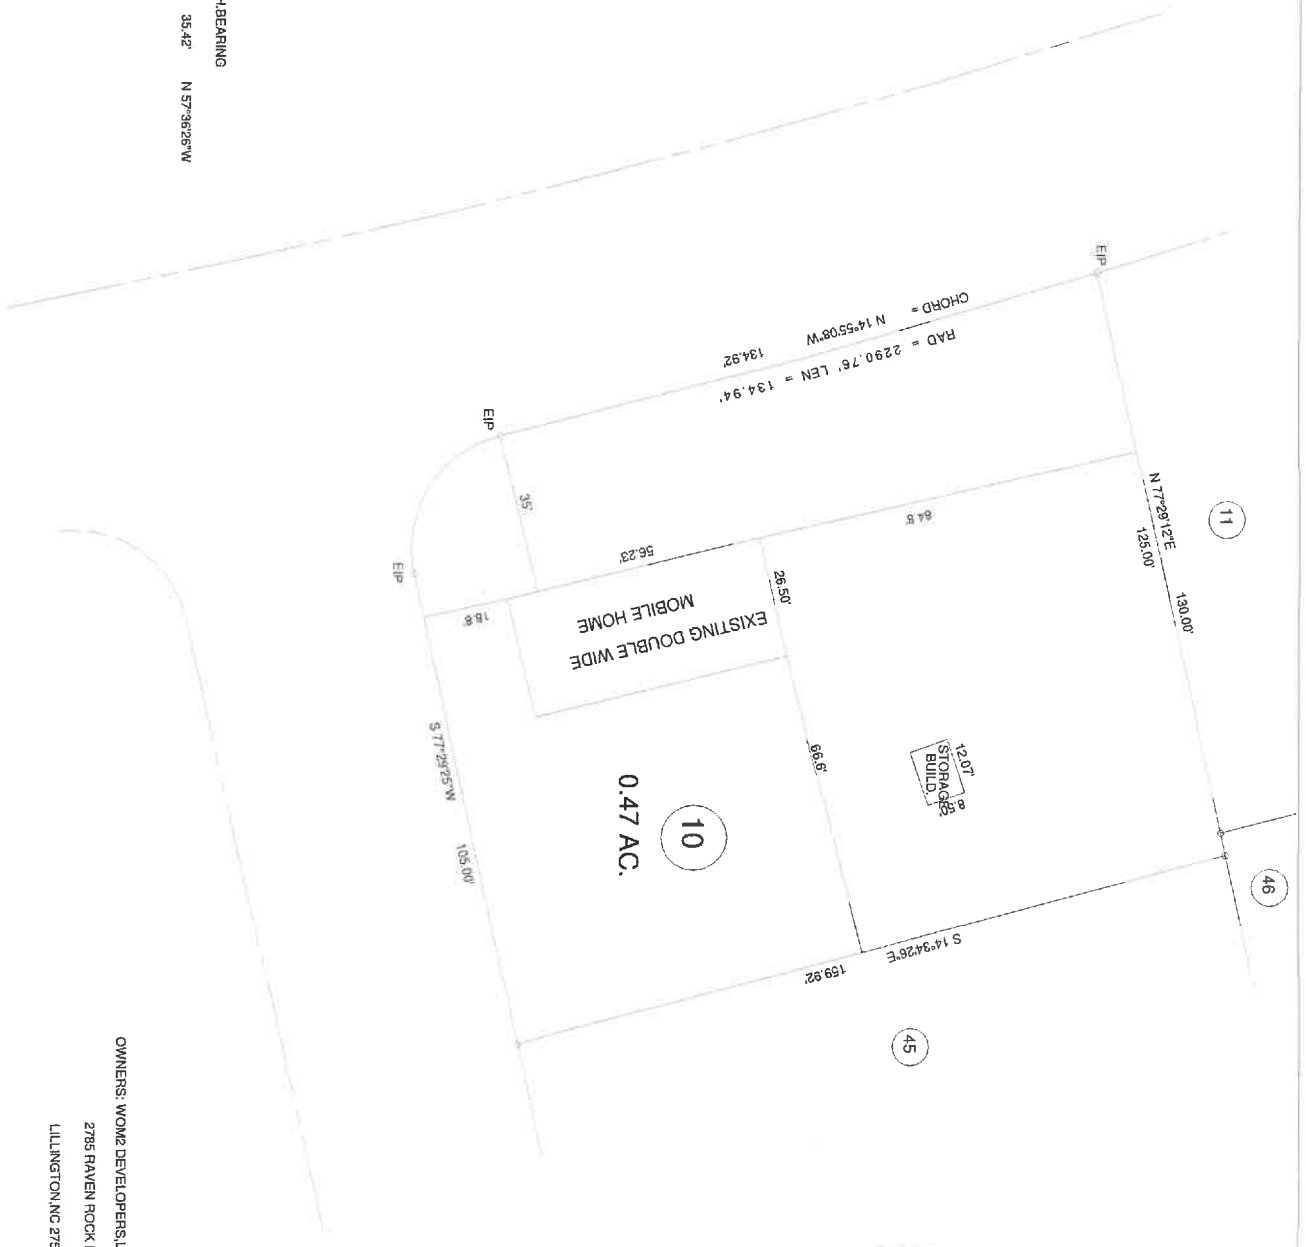 H.BEARING
35.42' N 57°36'26"W
EIP
CHORD = N 14°55'08"W 134.92'
RAD = 2290.76' LEN = 134.94'
EIP
EIP
N 77°29'12"E
125.00'
130.00'
11
46
45
84.8'
35'
56.23'
26.50'
18.8'
EXISTING DOUBLE WIDE
MOBILE HOME
66.6'
12.07'
STORAGE
BUILD.
10
0.47 AC.
S 77°29'25"W 105.00'
S 14°34'26"E
159.92'
OWNERS: WOM2 DEVELOPERS,L
2785 RAVEN ROCK
LILLINGTON,NC 275